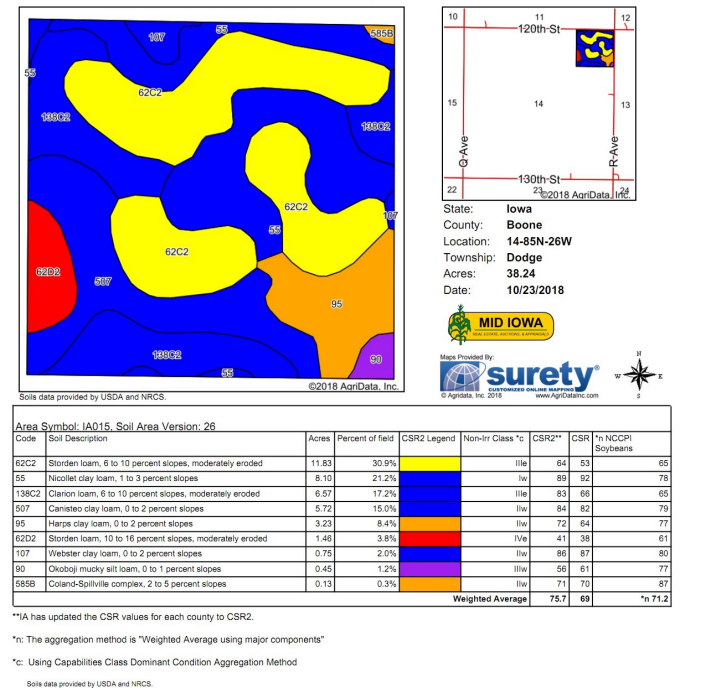 107
55
585B
55
62C2
138C2
138C2
62C2
107
55
62C2
62D2
507
95
138C2
90
55
©2018 AgriData, Inc.
Soils data provided by USDA and NRCS.
10 11 12
120th-St
15 14 13
Q-Ave
R-Ave
130th-St
22 23 24
©2018 AgriData, Inc.
State: Iowa
County: Boone
Location: 14-85N-26W
Township: Dodge
Acres: 38.24
Date: 10/23/2018
MID IOWA
REAL ESTATE, AUCTIONS, & APPRAISALS
Maps Provided By:
surety®
CUSTOMIZED ONLINE MAPPING
© Agridata, Inc. 2018 www.AgriDataInc.com
N
W E
S
Area Symbol: IA015, Soil Area Version: 26
Code Soil Description Acres Percent of field CSR2 Legend Non-Irr Class *c CSR2** CSR *n NCCPI Soybeans
62C2 Storden loam, 6 to 10 percent slopes, moderately eroded 11.83 30.9% IIIe 64 53 65
55 Nicollet clay loam, 1 to 3 percent slopes 8.10 21.2% Iw 89 92 78
138C2 Clarion loam, 6 to 10 percent slopes, moderately eroded 6.57 17.2% IIIe 83 66 65
507 Canisteo clay loam, 0 to 2 percent slopes 5.72 15.0% IIw 84 82 79
95 Harps clay loam, 0 to 2 percent slopes 3.23 8.4% IIw 72 64 77
62D2 Storden loam, 10 to 16 percent slopes, moderately eroded 1.46 3.8% IVe 41 38 61
107 Webster clay loam, 0 to 2 percent slopes 0.75 2.0% IIw 86 87 80
90 Okoboji mucky silt loam, 0 to 1 percent slopes 0.45 1.2% IIIw 56 61 77
585B Coland-Spillville complex, 2 to 5 percent slopes 0.13 0.3% IIw 71 70 87
Weighted Average 75.7 69 *n 71.2
**IA has updated the CSR values for each county to CSR2.
*n: The aggregation method is "Weighted Average using major components"
*c: Using Capabilities Class Dominant Condition Aggregation Method
Soils data provided by USDA and NRCS.